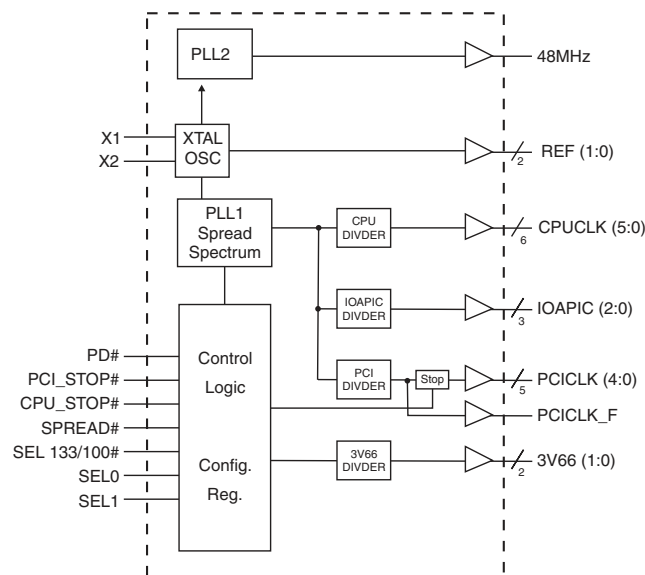 PLL2
48MHz
X1
X2
XTAL
OSC
2
REF (1:0)
PLL1
Spread
Spectrum
CPU
DIVDER
6
CPUCLK (5:0)
IOAPIC
DIVDER
3
IOAPIC (2:0)
PD#
PCI_STOP#
CPU_STOP#
SPREAD#
SEL 133/100#
SEL0
SEL1
Control
Logic
Config.
Reg.
PCI
DIVDER
Stop
5
PCICLK (4:0)
PCICLK_F
3V66
DIVDER
2
3V66 (1:0)